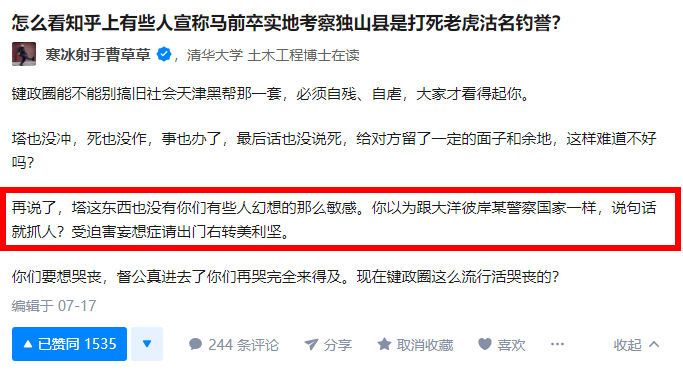 怎么看知乎上有些人宣称马前卒实地考察独山县是打死老虎沽名钓誉?
寒冰射手曹草草，清华大学 土木工程博士在读
键政圈能不能别搞旧社会天津黑帮那一套，必须自残、自虐，大家才看得起你。
塔也没冲，死也没作，事也办了，最后话也没说死，给对方留了一定的面子和余地，这样难道不好
吗？
再说了，塔这东西也没有你们有些人幻想的那么敏感。你以为跟大洋彼岸某警察国家一样，说句话
就抓人？受迫害妄想症请出门右转美利坚。
你们要想哭丧，督公真进去了你们再哭完全来得及。现在键政圈这么流行活哭丧的？
编辑于 07-17
已赞同 1535 244 条评论 分享 取消收藏 喜欢 ··· 收起